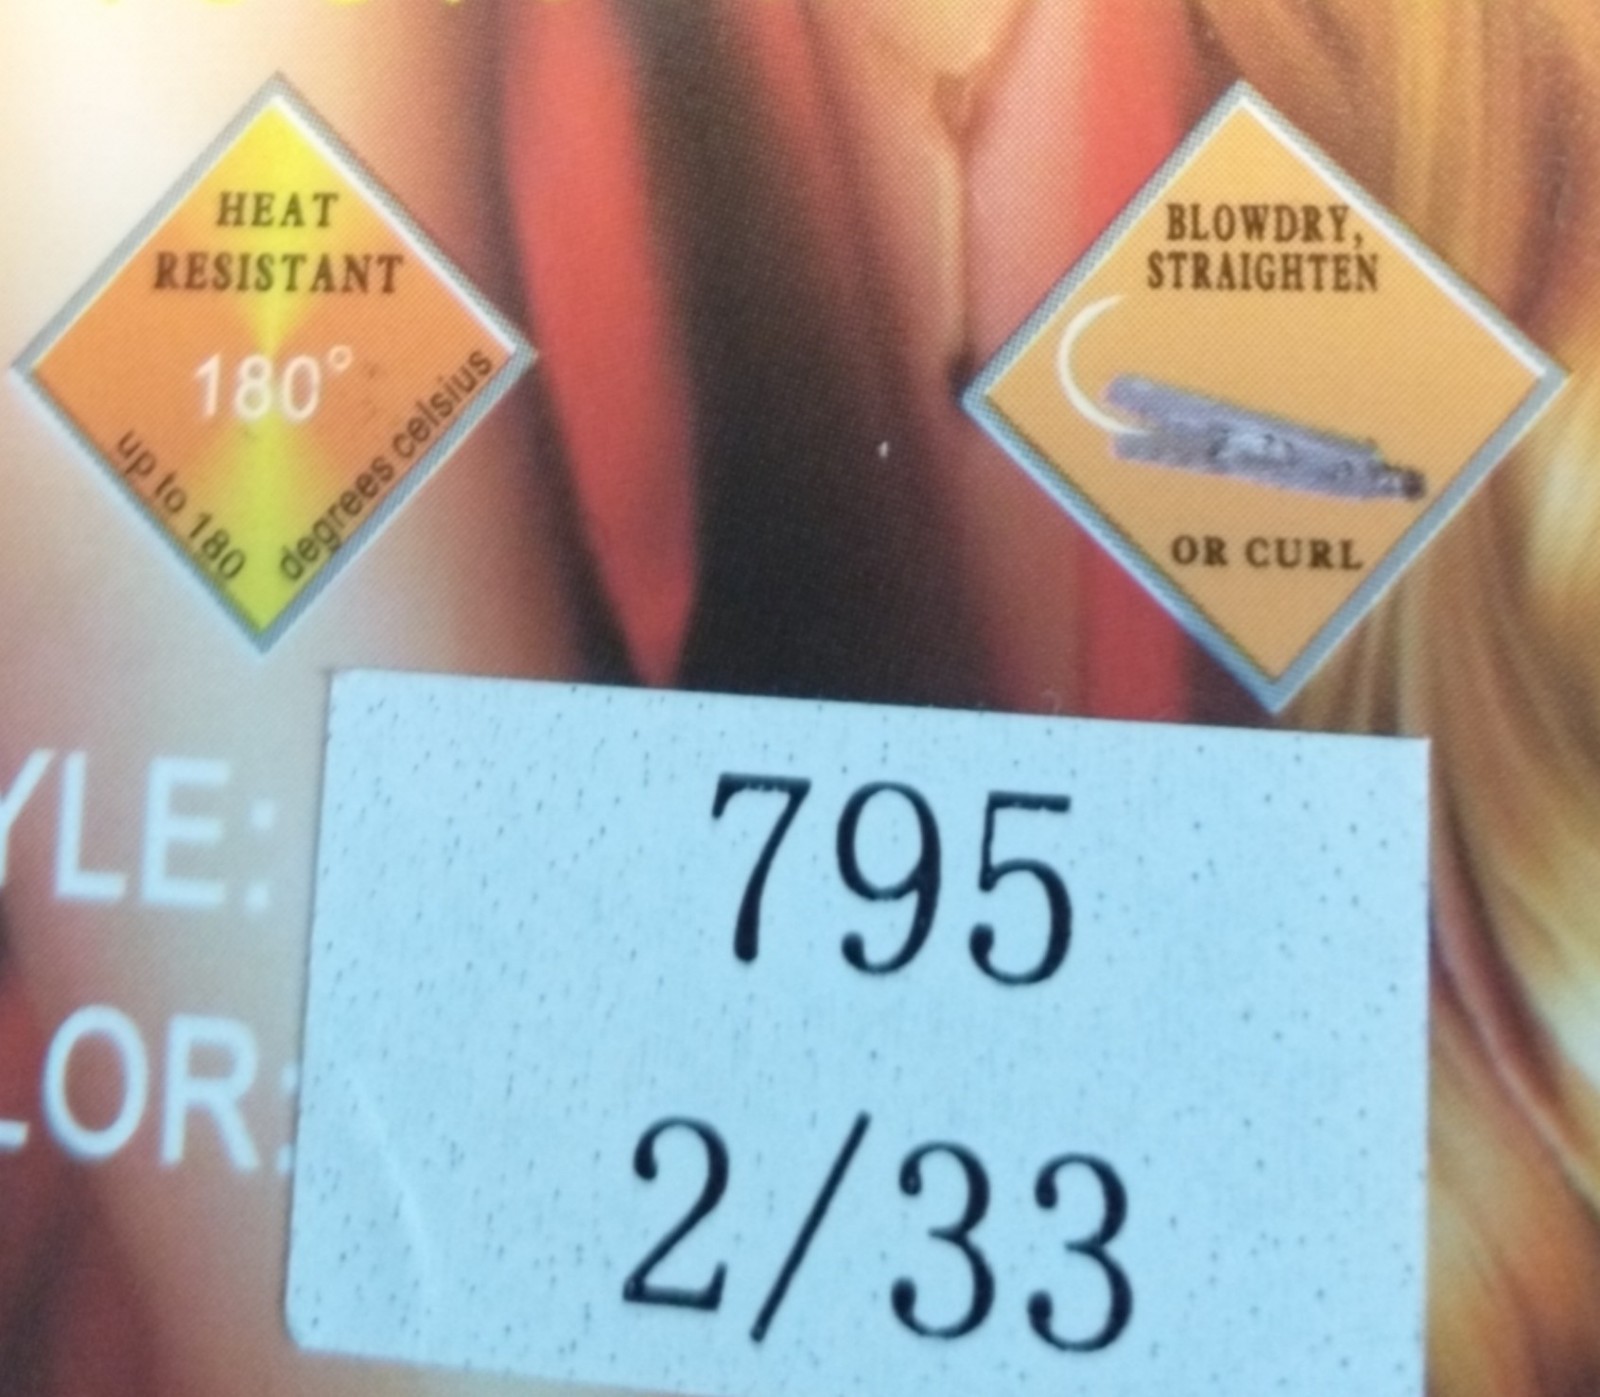 HEAT
RESISTANT
180°
up to 180 degrees celsius
BLOWDRY,
STRAIGHTEN
OR CURL
YLE: 795
LOR: 2/33